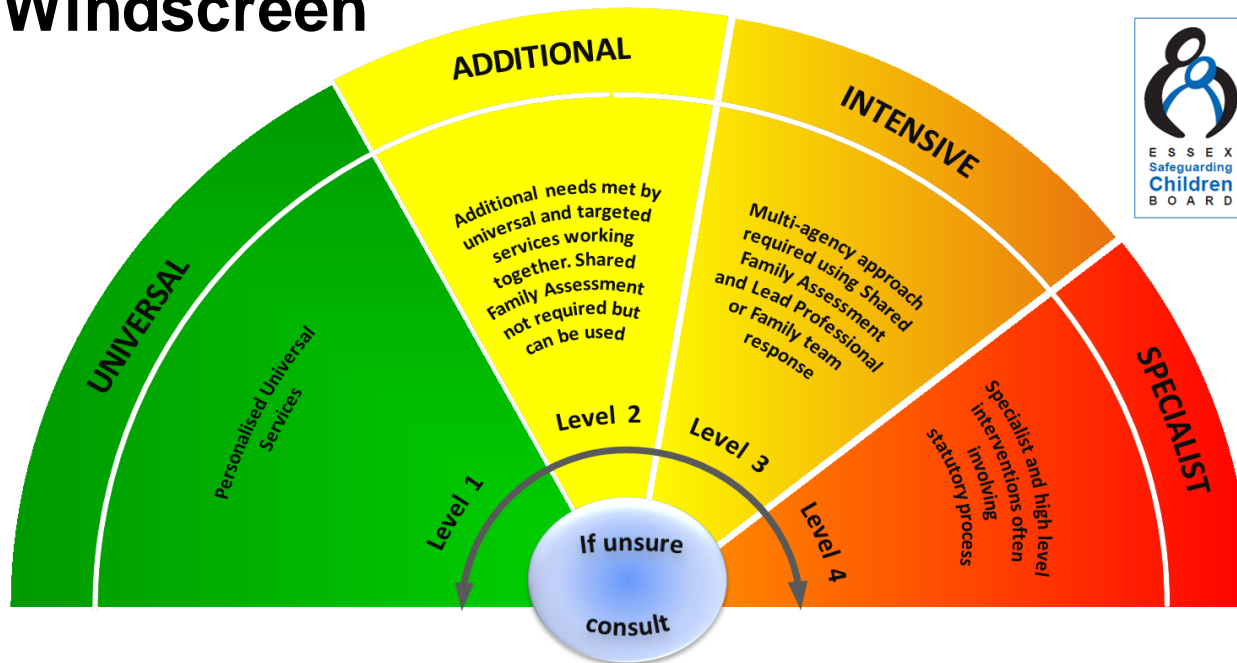 Windscreen
UNIVERSAL
Personalised Universal
Services
Level 1
ADDITIONAL
Additional needs met by
universal and targeted
services working
together. Shared
Family Assessment
not required but
can be used
Level 2
INTENSIVE
Multi-agency approach
required using Shared
Family Assessment
and Lead Professional
or Family team
response
Level 3
SPECIALIST
Specialist and high level
interventions often
involving
statutory process
Level 4
If unsure
consult
ESSEX
Safeguarding
Children
BOARD